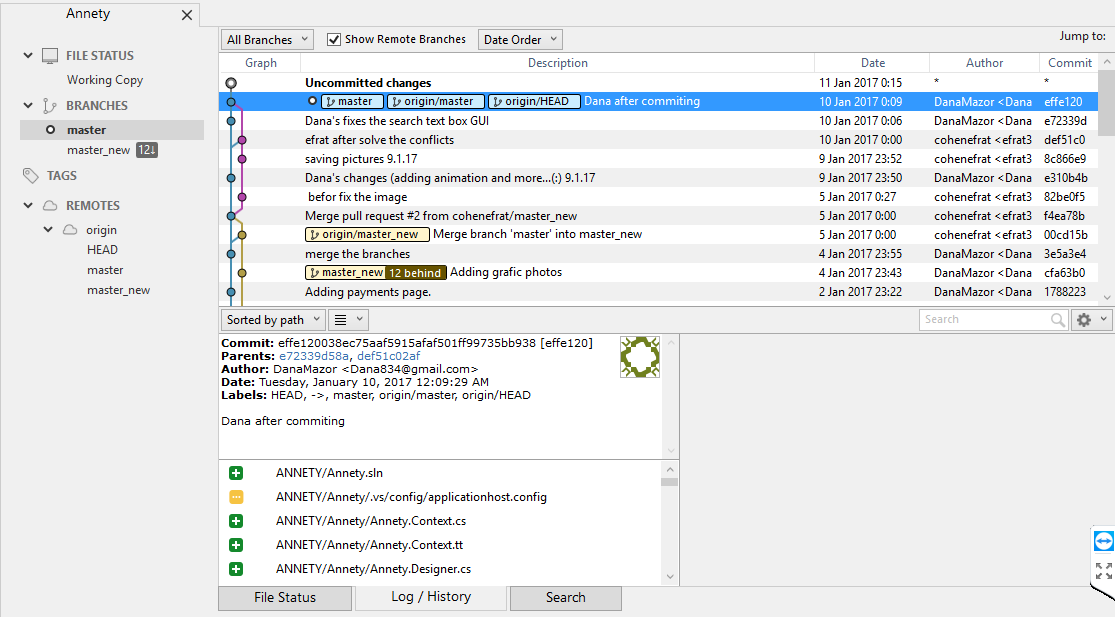 Annety
FILE STATUS
Working Copy
BRANCHES
master
master_new 12↓
TAGS
REMOTES
origin
HEAD
master
master_new
All Branches Show Remote Branches Date Order Jump to:
Graph Description Date Author Commit
Uncommitted changes 11 Jan 2017 0:15 * *
master origin/master origin/HEAD Dana after commiting 10 Jan 2017 0:09 DanaMazor <Dana effe120
Dana's fixes the search text box GUI 10 Jan 2017 0:06 DanaMazor <Dana e72339d
efrat after solve the conflicts 10 Jan 2017 0:00 cohenefrat <efrat3 def51c0
saving pictures 9.1.17 9 Jan 2017 23:52 cohenefrat <efrat3 8c866e9
Dana's changes (adding animation and more...(:) 9.1.17 9 Jan 2017 23:50 DanaMazor <Dana e310b4b
befor fix the image 5 Jan 2017 0:27 cohenefrat <efrat3 82be0f5
Merge pull request #2 from cohenefrat/master_new 5 Jan 2017 0:00 cohenefrat <efrat3 f4ea78b
origin/master_new Merge branch 'master' into master_new 5 Jan 2017 0:00 cohenefrat <efrat3 00cd15b
merge the branches 4 Jan 2017 23:55 DanaMazor <Dana 3e5a3e4
master_new 12 behind Adding grafic photos 4 Jan 2017 23:43 DanaMazor <Dana cfa63b0
Adding payments page. 2 Jan 2017 23:22 DanaMazor <Dana 1788223
Sorted by path Search
Commit: effe120038ec75aaf5915afaf501ff99735bb938 [effe120]
Parents: e72339d58a, def51c02af
Author: DanaMazor <Dana834@gmail.com>
Date: Tuesday, January 10, 2017 12:09:29 AM
Labels: HEAD, ->, master, origin/master, origin/HEAD
Dana after commiting
ANNETY/Annety.sln
ANNETY/Annety/.vs/config/applicationhost.config
ANNETY/Annety/Annety.Context.cs
ANNETY/Annety/Annety.Context.tt
ANNETY/Annety/Annety.Designer.cs
File Status Log / History Search